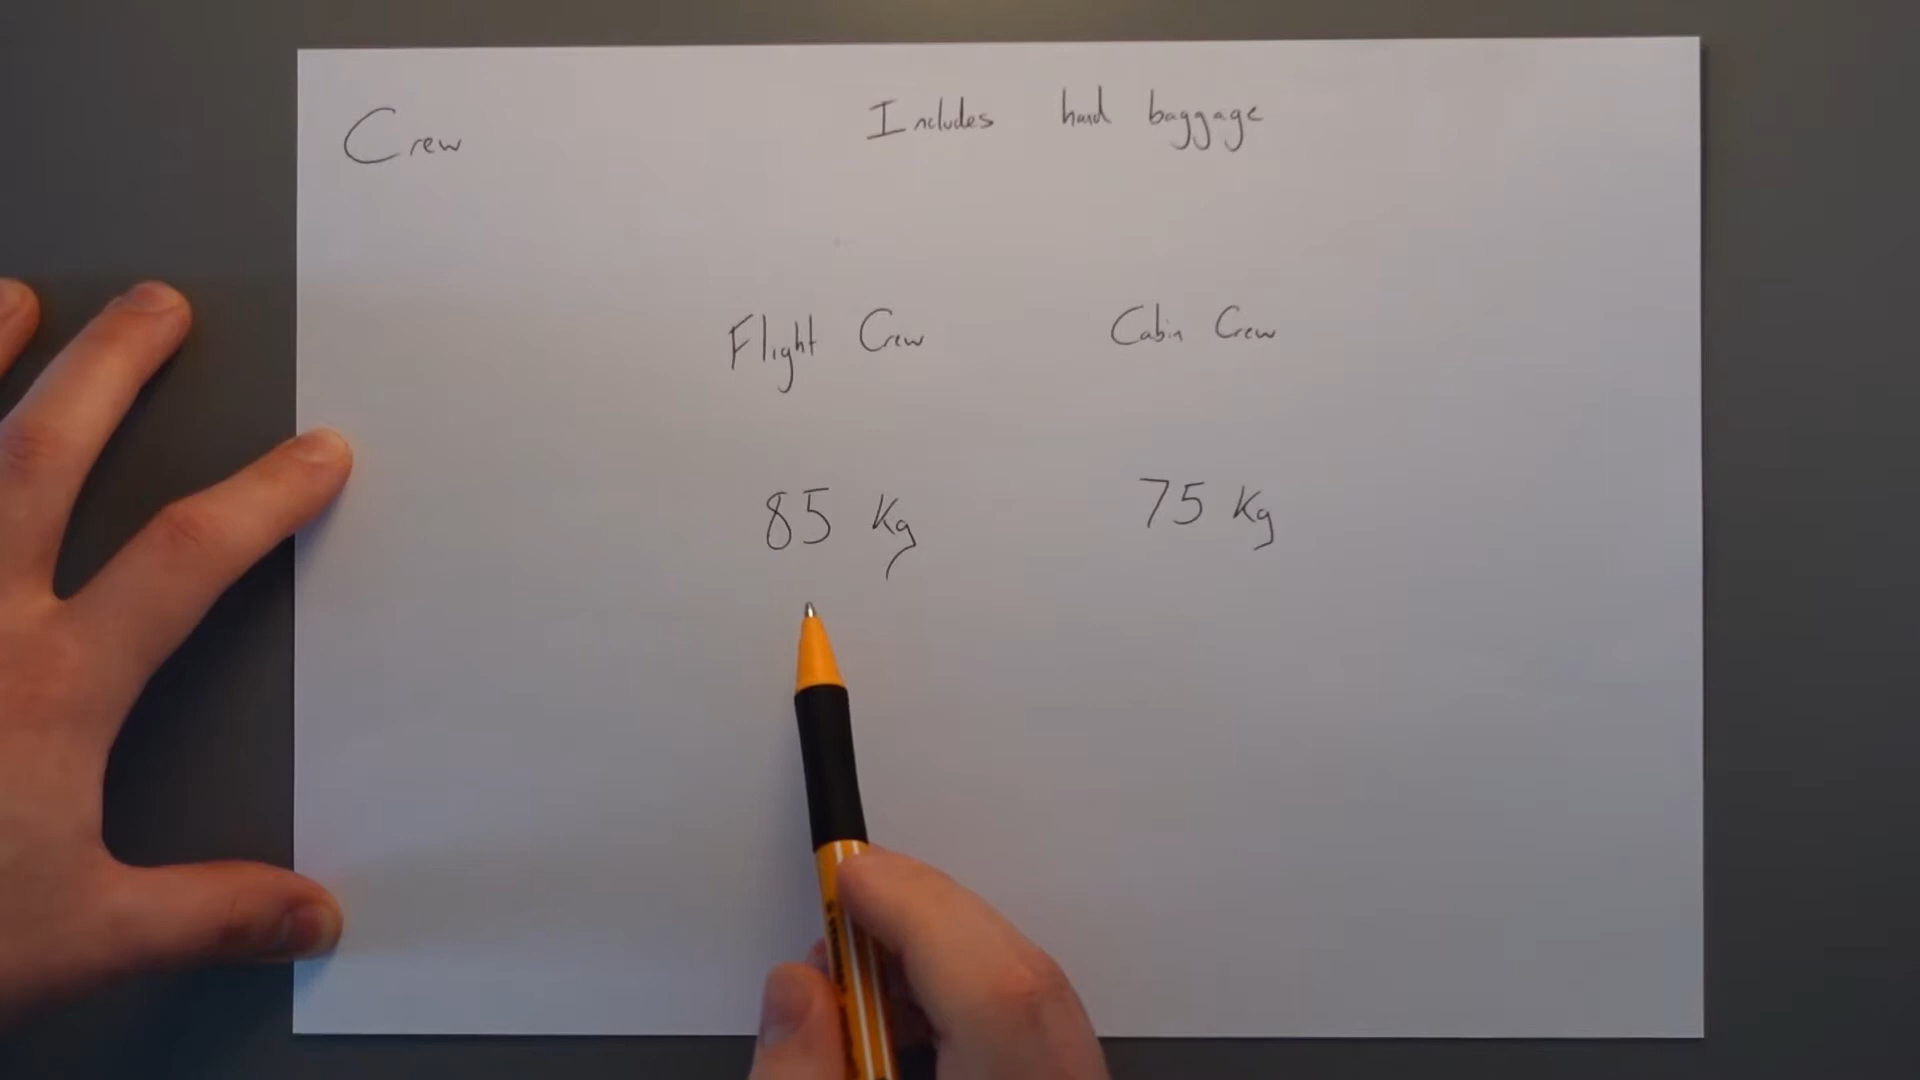 Crew
Includes hand baggage
Flight Crew
Cabin Crew
85 Kg
75 Kg